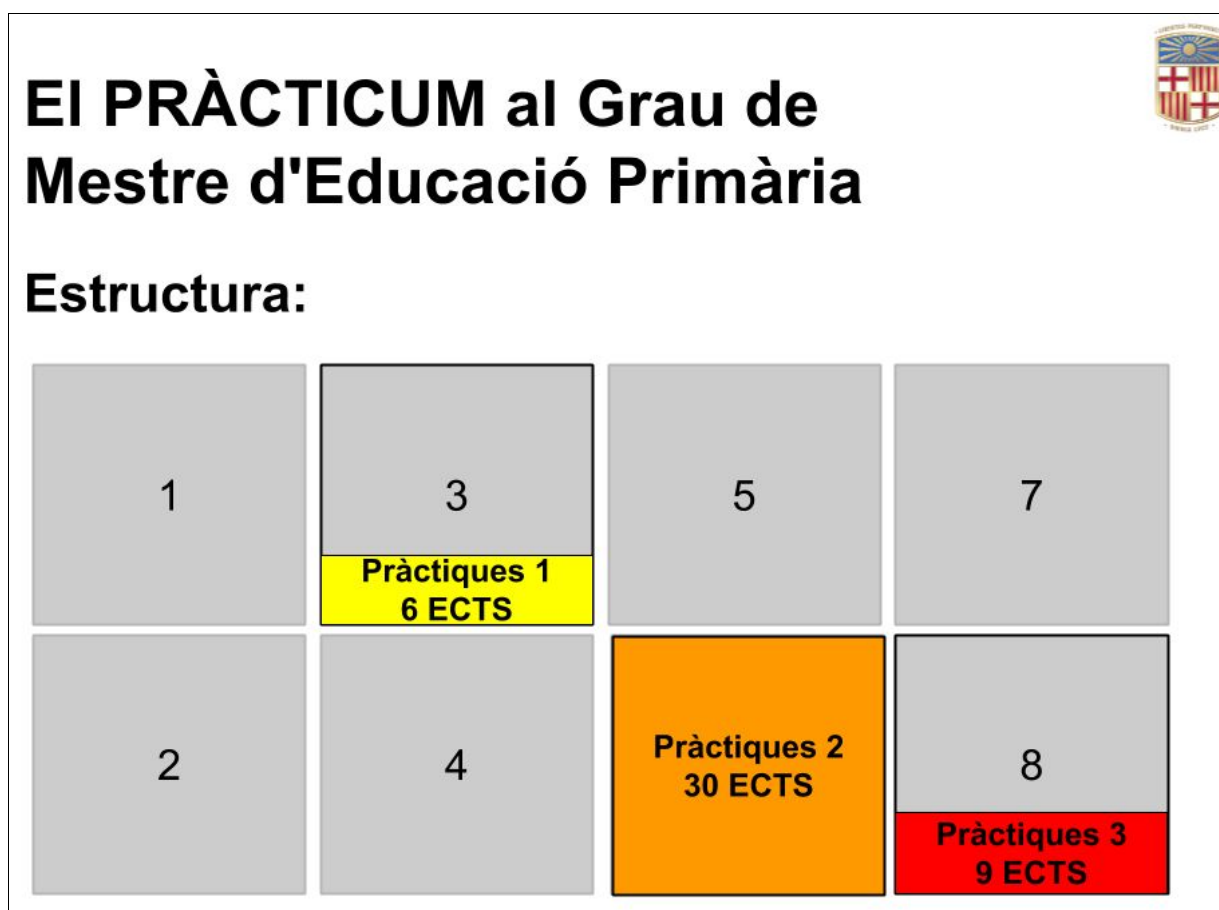 El PRÀCTICUM al Grau de
Mestre d'Educació Primària
Estructura:
1
3
5
7
Pràctiques 1
6 ECTS
2
4
Pràctiques 2
30 ECTS
8
Pràctiques 3
9 ECTS